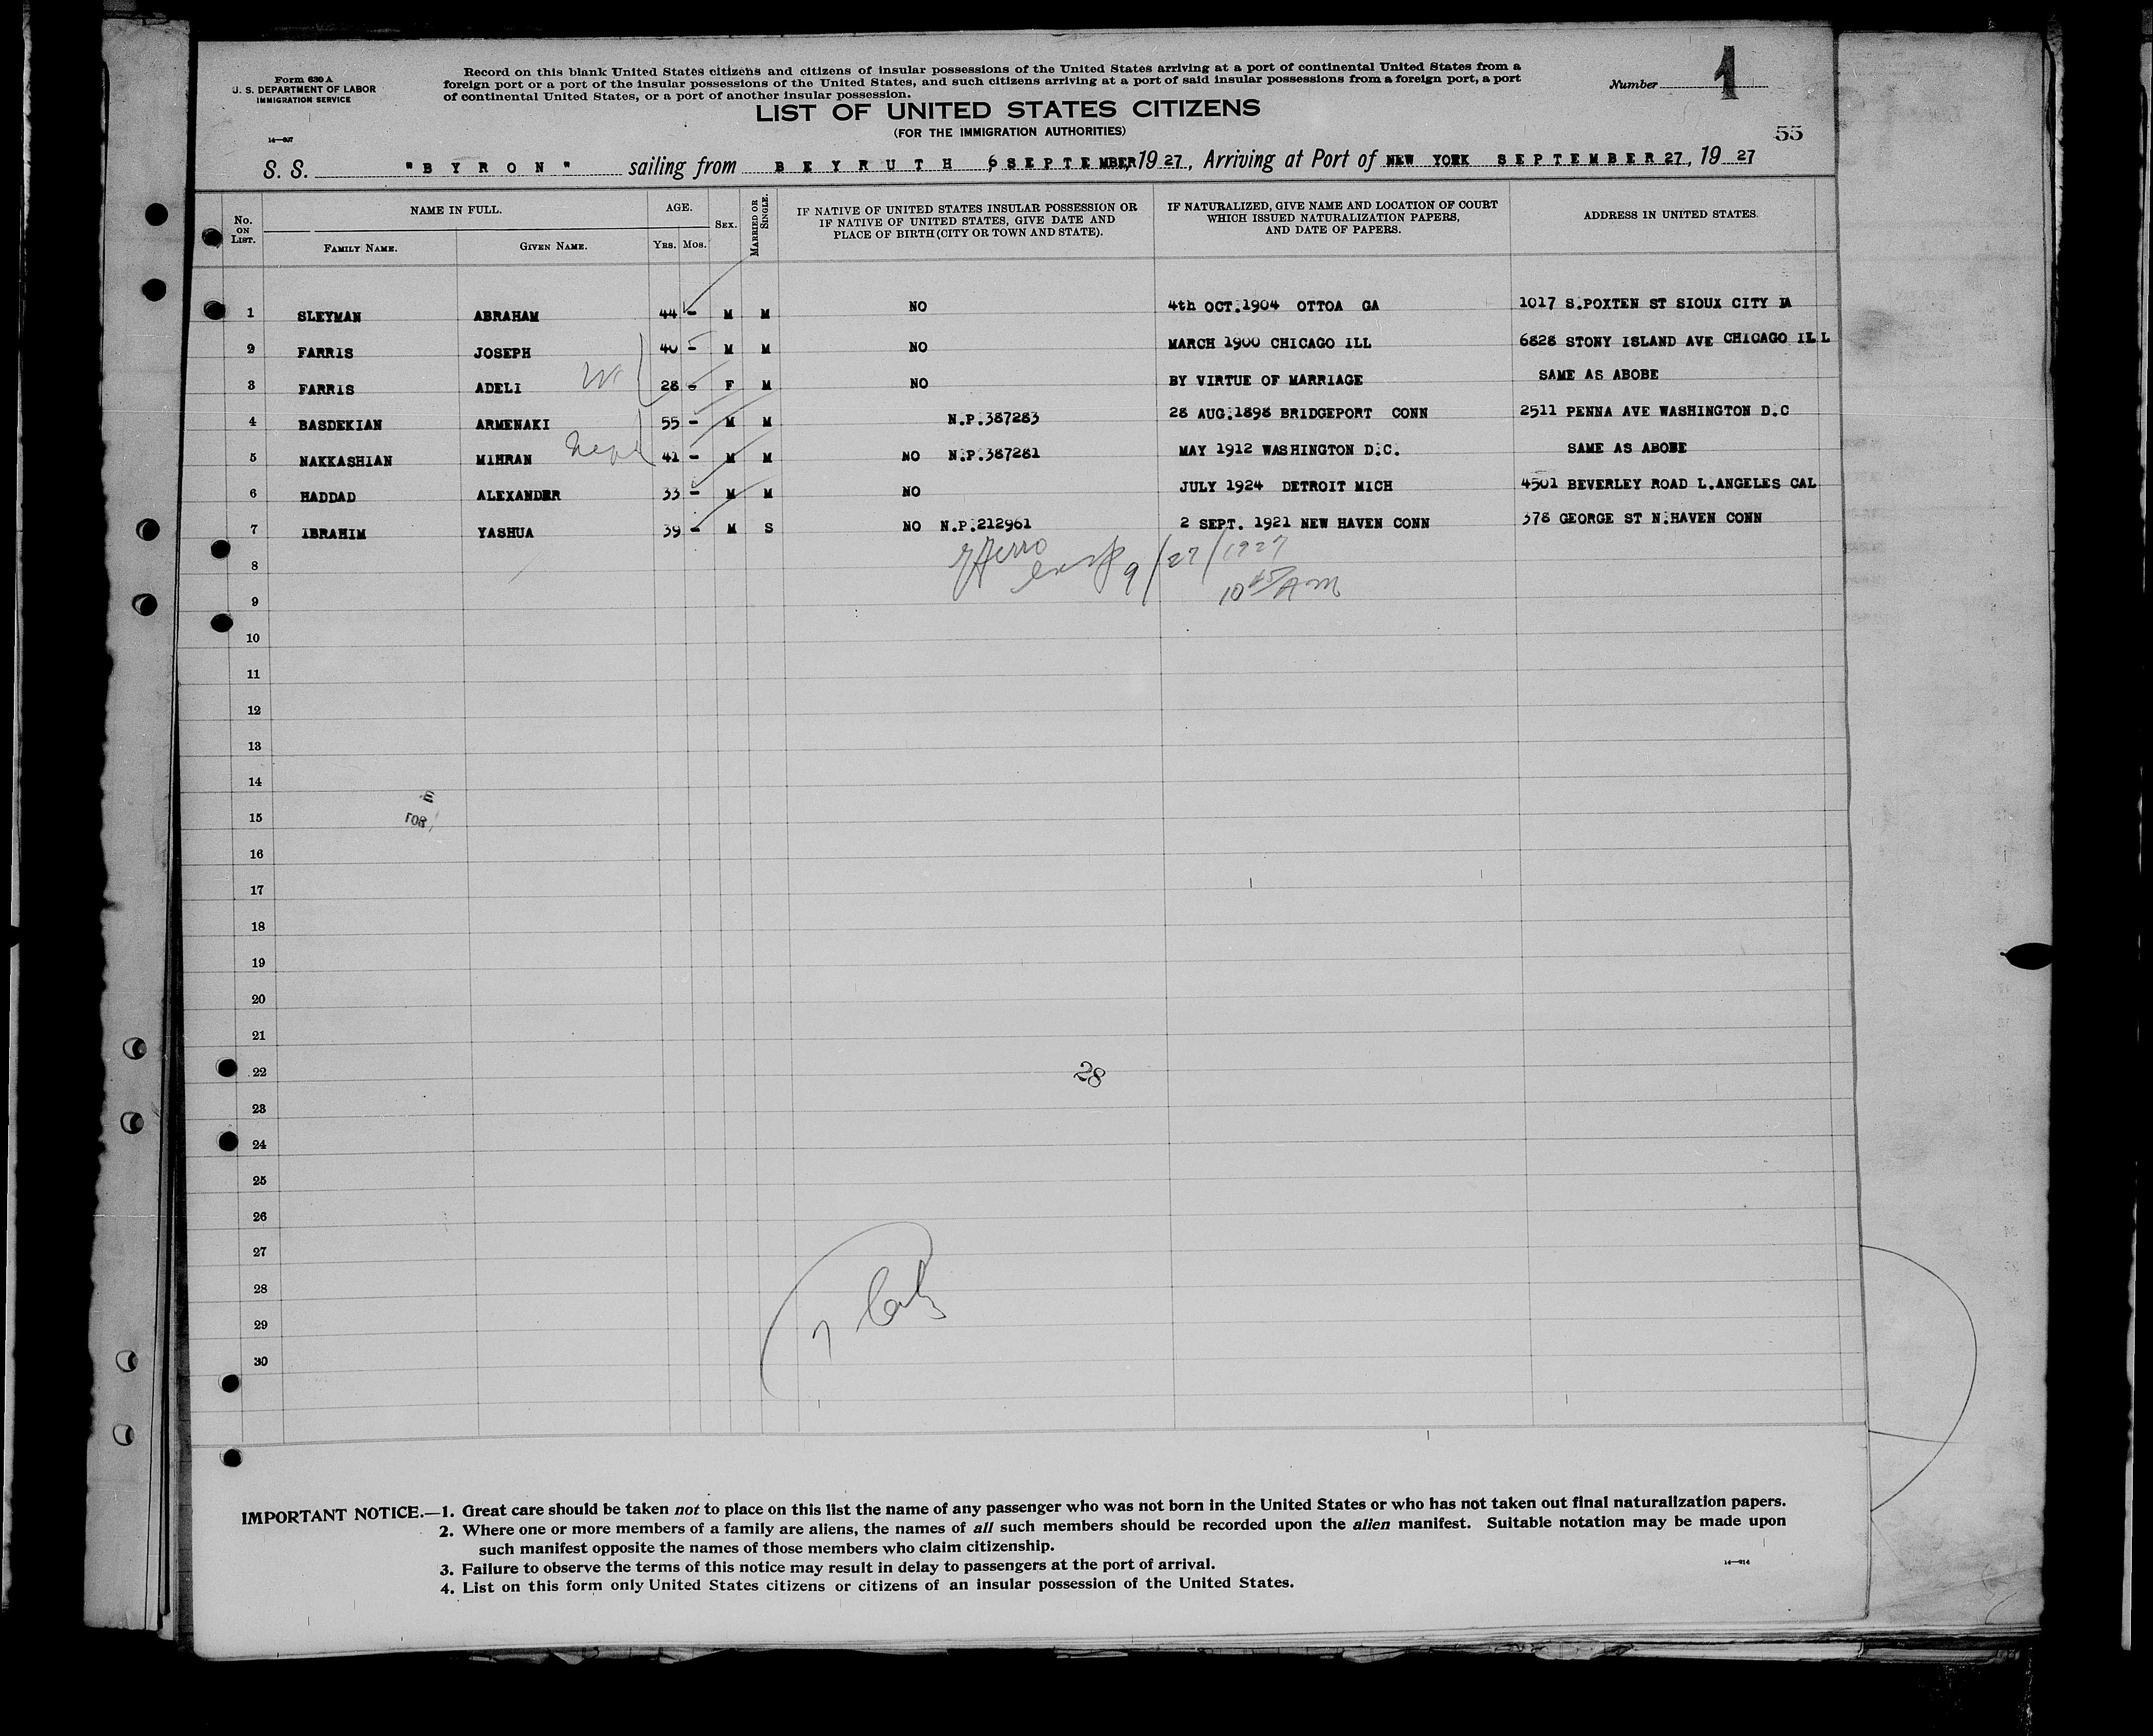 Form 630 A
U. S. DEPARTMENT OF LABOR
IMMIGRATION SERVICE
14—637
Record on this blank United States citizens and citizens of insular possessions of the United States arriving at a port of continental United States from a
foreign port or a port of the insular possessions of the United States, and such citizens arriving at a port of said insular possessions from a foreign port, a port
of continental United States, or a port of another insular possession.
Number 1
LIST OF UNITED STATES CITIZENS
(FOR THE IMMIGRATION AUTHORITIES)
55
S. S. "BYRON" sailing from BEYRUTH 6 SEPTEMBER 1927, Arriving at Port of NEW YORK SEPTEMBER 27, 1927
No. ON LIST. NAME IN FULL. FAMILY NAME. GIVEN NAME. AGE. YRS. MOS. SEX. MARRIED OR SINGLE. IF NATIVE OF UNITED STATES INSULAR POSSESSION OR IF NATIVE OF UNITED STATES, GIVE DATE AND PLACE OF BIRTH (CITY OR TOWN AND STATE). IF NATURALIZED, GIVE NAME AND LOCATION OF COURT WHICH ISSUED NATURALIZATION PAPERS, AND DATE OF PAPERS. ADDRESS IN UNITED STATES.
1 SLEYMAN ABRAHAM 44 - M M NO 4th OCT.1904 OTTOA GA 1017 S.POXTEN ST SIOUX CITY IA
2 FARRIS JOSEPH 40 - M M NO MARCH 1900 CHICAGO ILL 6828 STONY ISLAND AVE CHICAGO ILL
3 FARRIS ADELI W 28 - F M NO BY VIRTUE OF MARRIAGE SAME AS ABOBE
4 BASDEKIAN ARMENAKI 55 - M M N.P.387283 28 AUG.1898 BRIDGEPORT CONN 2511 PENNA AVE WASHINGTON D.C
5 NAKKASHIAN MIHRAN 41 - M M NO N.P.387281 MAY 1912 WASHINGTON D.C. SAME AS ABOBE
6 HADDAD ALEXANDER 33 - M M NO JULY 1924 DETROIT MICH 4501 BEVERLEY ROAD L.ANGELES CAL
7 IBRAHIM YASHUA 39 - M S NO N.P.212961 2 SEPT. 1921 NEW HAVEN CONN 378 GEORGE ST N.HAVEN CONN
8
9/27/1927
9
10 45 AM
10
11
12
13
14
15
16
17
18
19
20
21
22
28
23
24
25
26
27
28
29
7
30
IMPORTANT NOTICE.—1. Great care should be taken not to place on this list the name of any passenger who was not born in the United States or who has not taken out final naturalization papers.
2. Where one or more members of a family are aliens, the names of all such members should be recorded upon the alien manifest. Suitable notation may be made upon
such manifest opposite the names of those members who claim citizenship.
3. Failure to observe the terms of this notice may result in delay to passengers at the port of arrival.
4. List on this form only United States citizens or citizens of an insular possession of the United States.
14—614